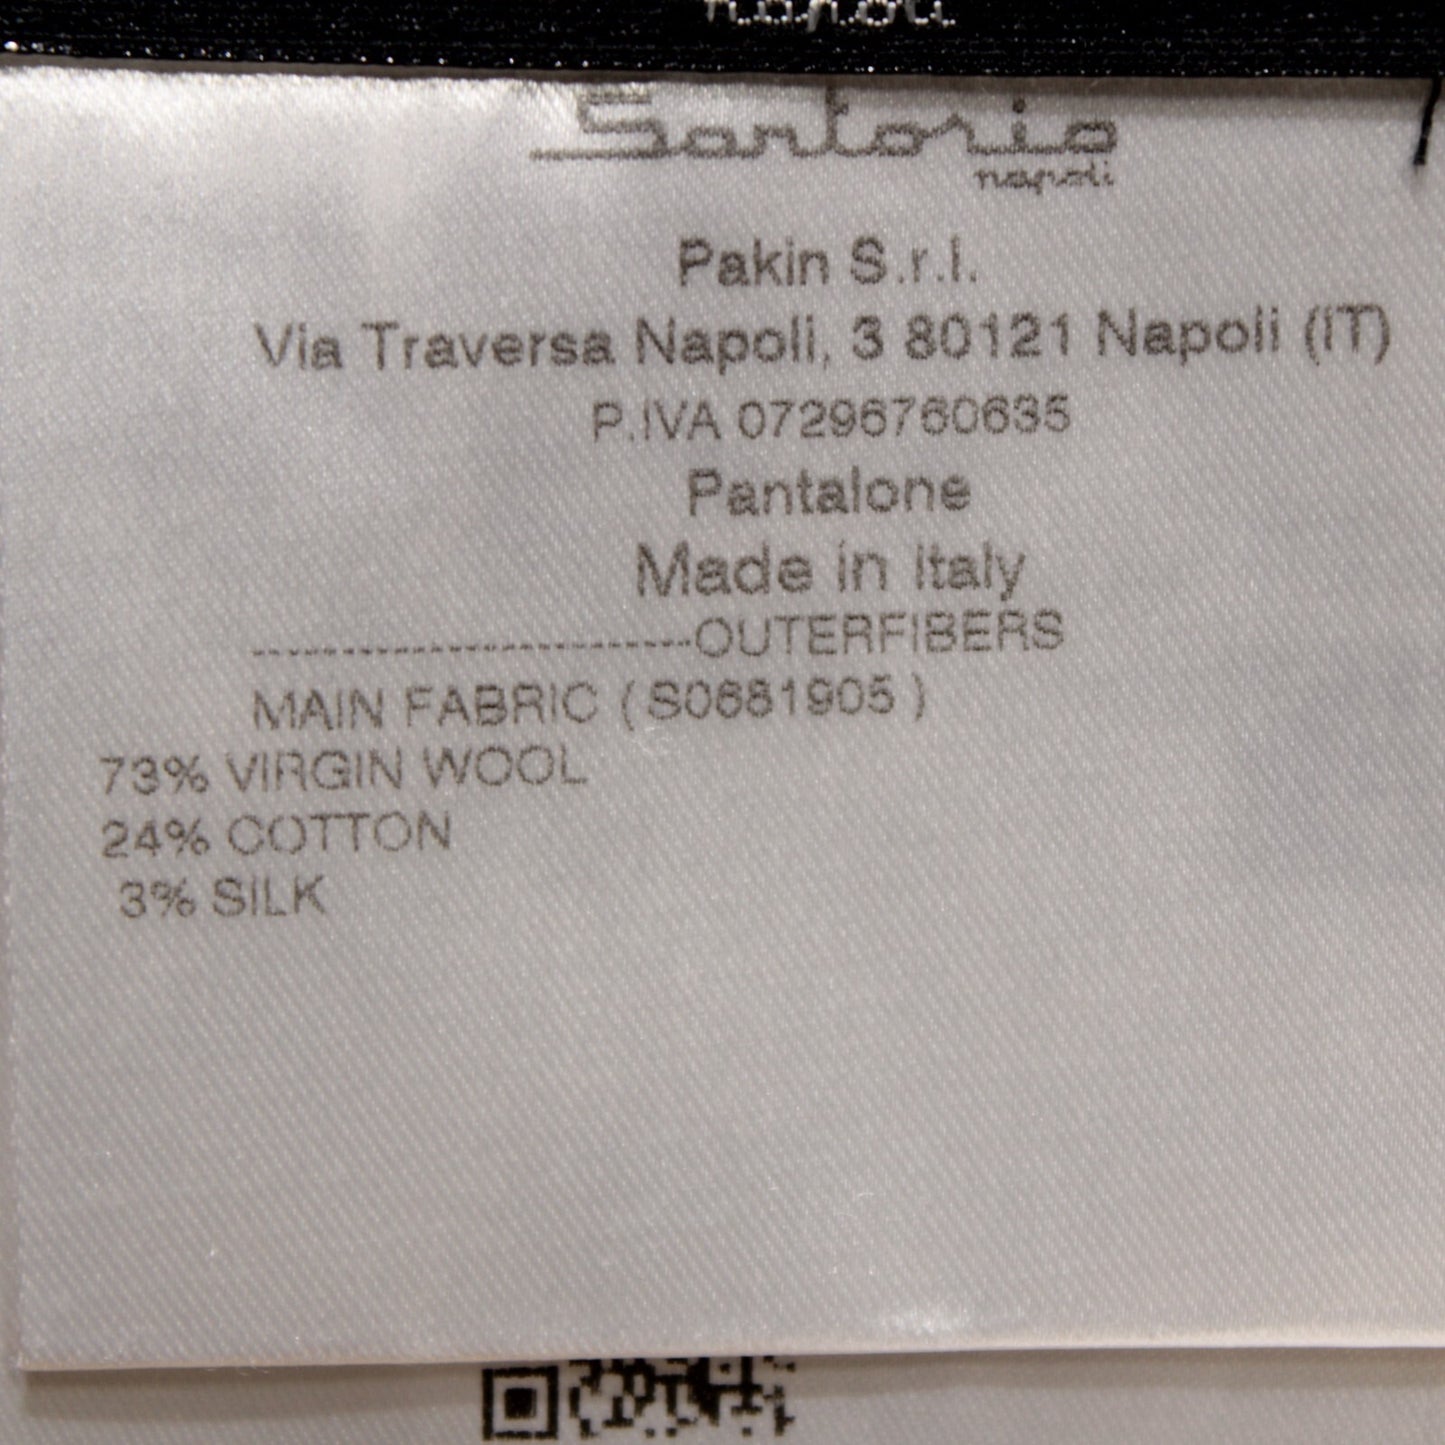 napoli
Sartorio
napoli
Pakin S.r.l.
Via Traversa Napoli, 3 80121 Napoli (IT)
P.IVA 07296760635
Pantalone
Made in Italy
-------------------------OUTERFIBERS
MAIN FABRIC ( S0681905 )
73% VIRGIN WOOL
24% COTTON
3% SILK